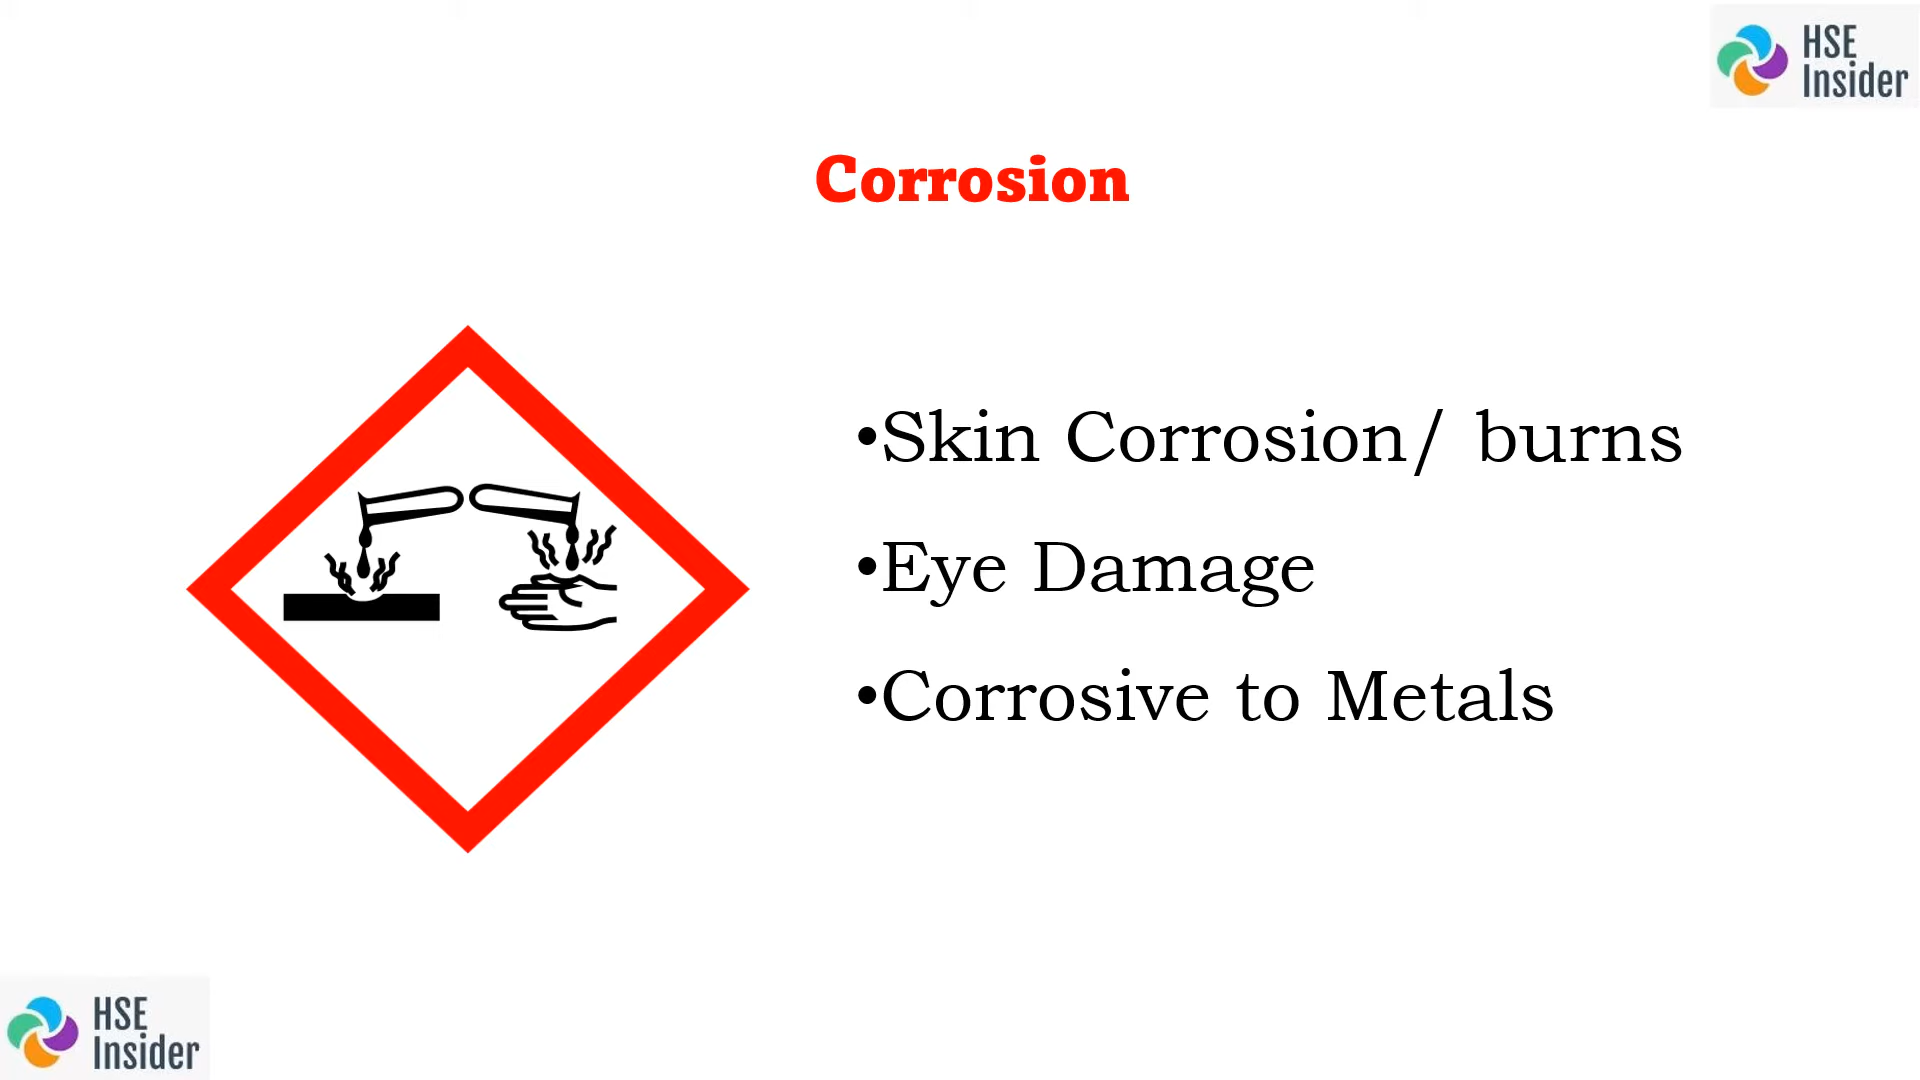 HSE
Insider
Corrosion
•Skin Corrosion/ burns
•Eye Damage
•Corrosive to Metals
HSE
Insider